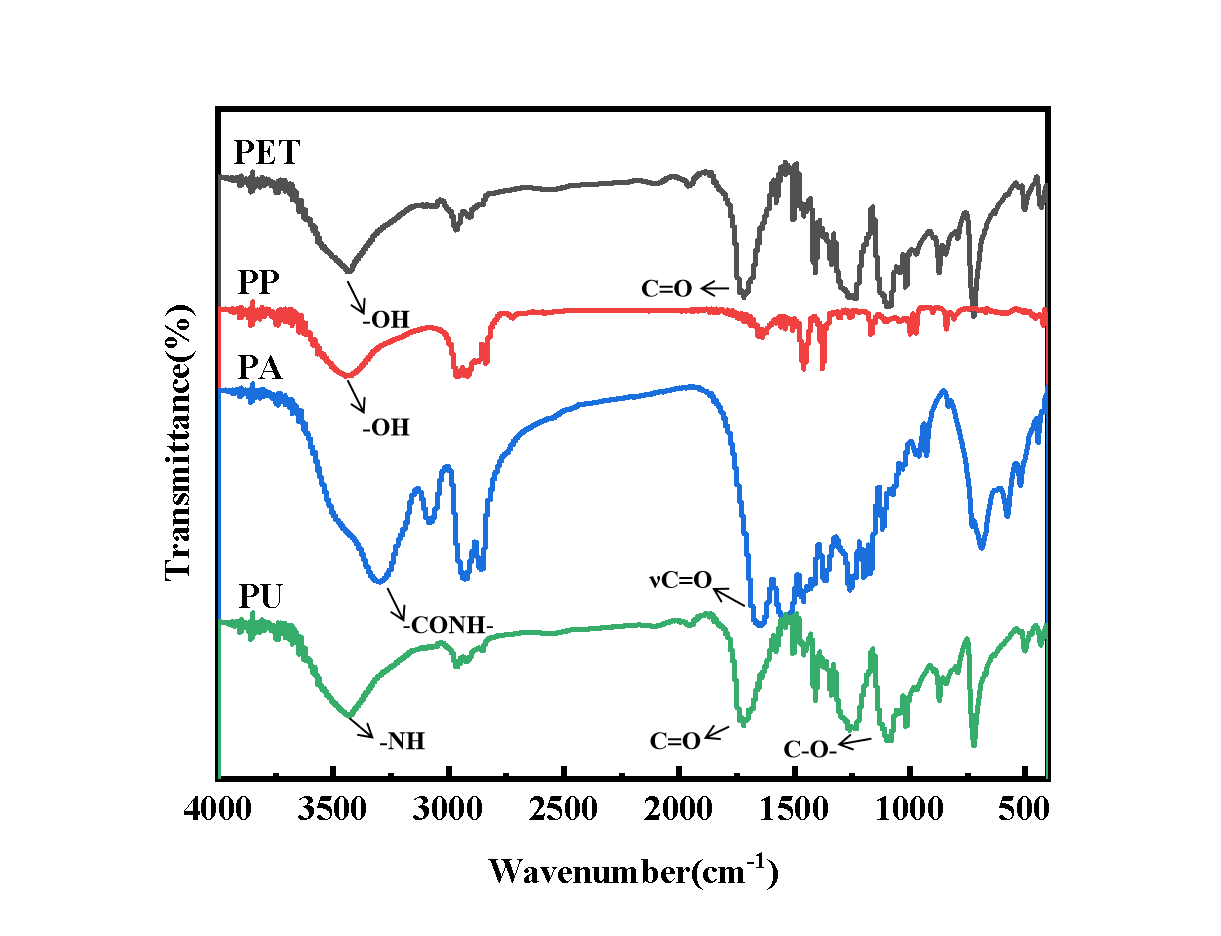 PET
C=O
-OH
PP
PA
-OH
νC=O
-CONH-
PU
-NH
C=O
C-O-
Transmittance(%)
4000 3500 3000 2500 2000 1500 1000 500
Wavenumber(cm⁻¹)